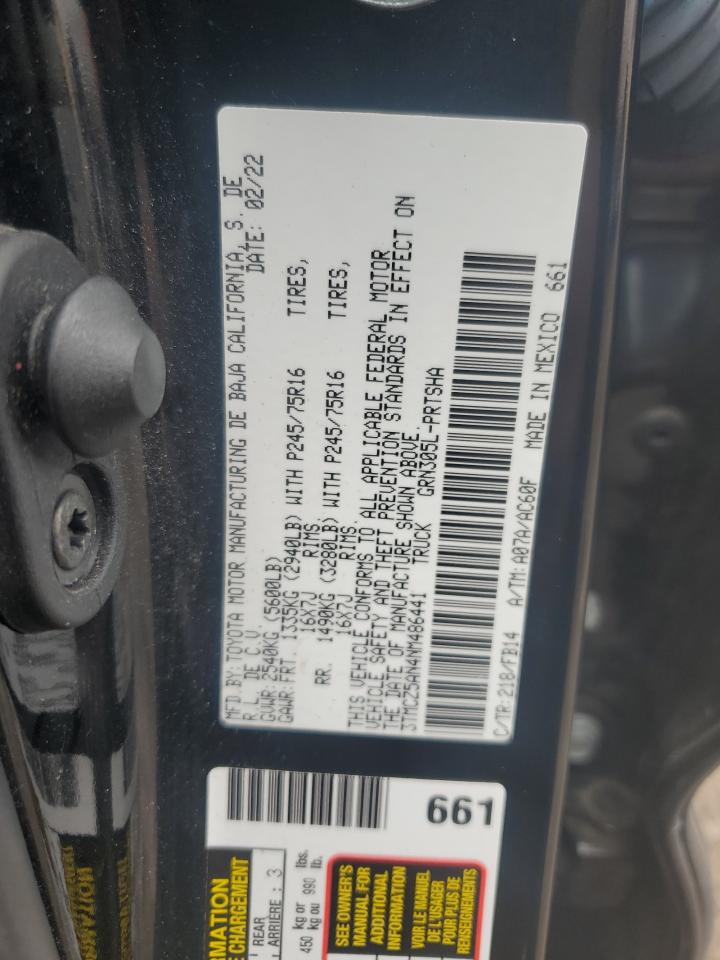 MFD.BY:TOYOTA MOTOR MANUFACTURING DE BAJA CALIFORNIA, S. DE
R L. DE C.V. DATE: 02/22
GVWR:2540KG (5600LB)
GAWR:FRT. 1335KG (2940LB) WITH P245/75R16 TIRES,
16X7J RIMS.
RR. 1490KG (3280LB) WITH P245/75R16 TIRES,
16X7J RIMS.
THIS VEHICLE CONFORMS TO ALL APPLICABLE FEDERAL MOTOR
VEHICLE SAFETY AND THEFT PREVENTION STANDARDS IN EFFECT ON
THE DATE OF MANUFACTURE SHOWN ABOVE.
3TMCZ5AN4NM486441 TRUCK GRN305L-PRTSHA
C/TR:218/FB14 A/TM:A07A/AC60F MADE IN MEXICO 661
661
REAR
ARRIÈRE : 3
450 kg or lbs.
kg ou 990 lb.
SEE OWNER'S
MANUAL FOR
ADDITIONAL
INFORMATION
VOIR LE MANUEL
DE L'USAGER
POUR PLUS DE
RENSEIGNEMENTS